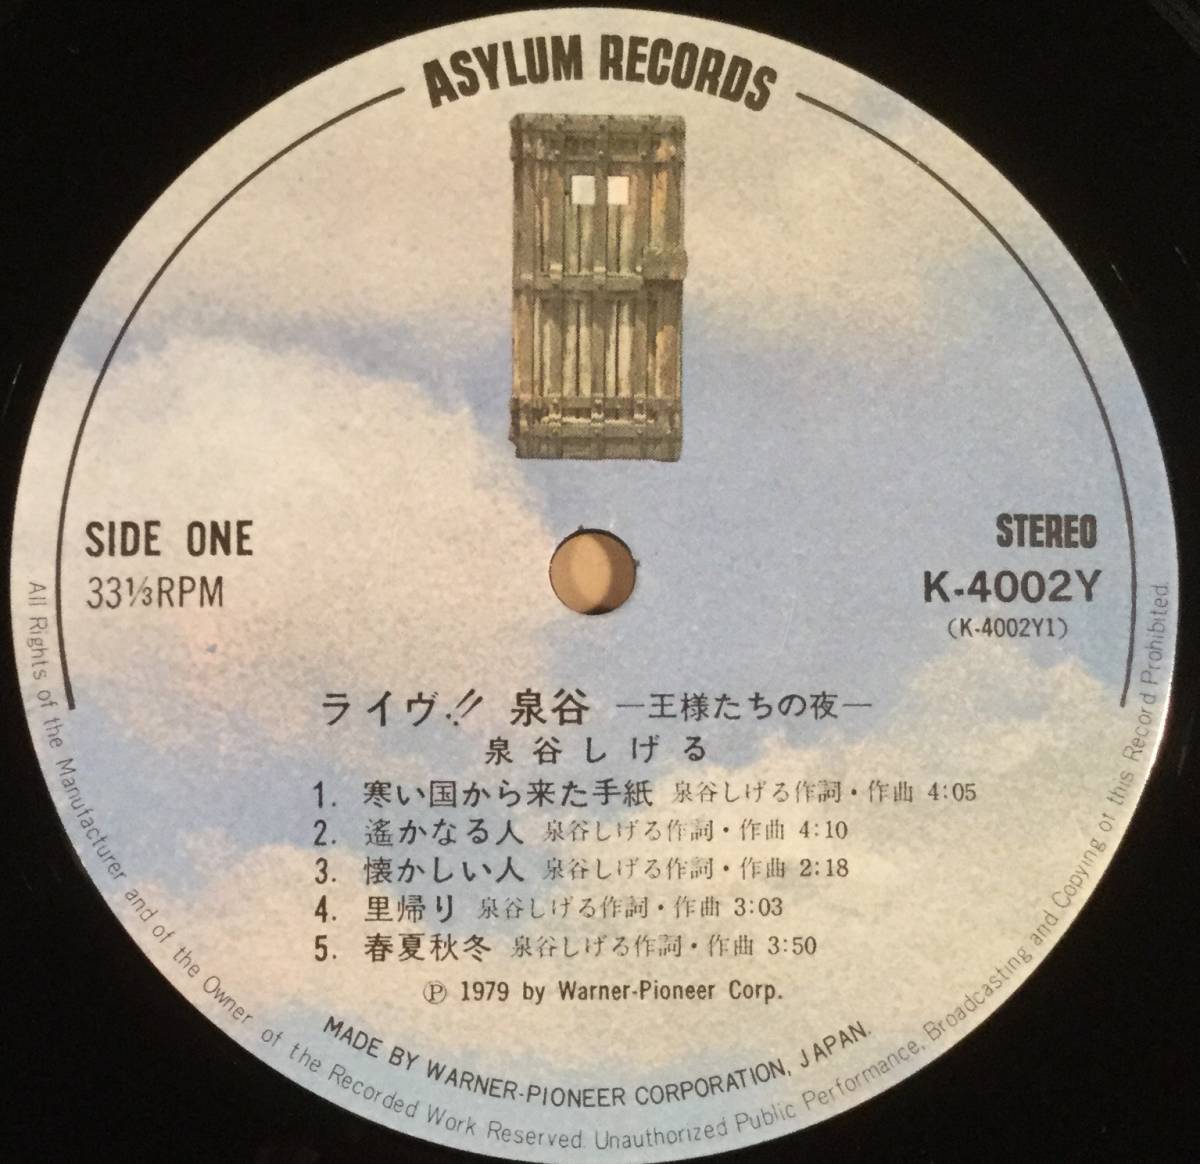 ASYLUM RECORDS
SIDE ONE
33⅓RPM
STEREO
K-4002Y
(K-4002Y1)
ライヴ!! 泉谷 ―王様たちの夜―
泉谷しげる
1. 寒い国から来た手紙 泉谷しげる作詞・作曲 4:05
2. 遙かなる人 泉谷しげる作詞・作曲 4:10
3. 懐かしい人 泉谷しげる作詞・作曲 2:18
4. 里帰り 泉谷しげる作詞・作曲 3:03
5. 春夏秋冬 泉谷しげる作詞・作曲 3:50
Ⓟ 1979 by Warner-Pioneer Corp.
MADE BY WARNER-PIONEER CORPORATION, JAPAN.
All Rights of the Manufacturer and of the Owner of the Recorded Work Reserved. Unauthorized Public Performance, Broadcasting and Copying of this Record Prohibited.